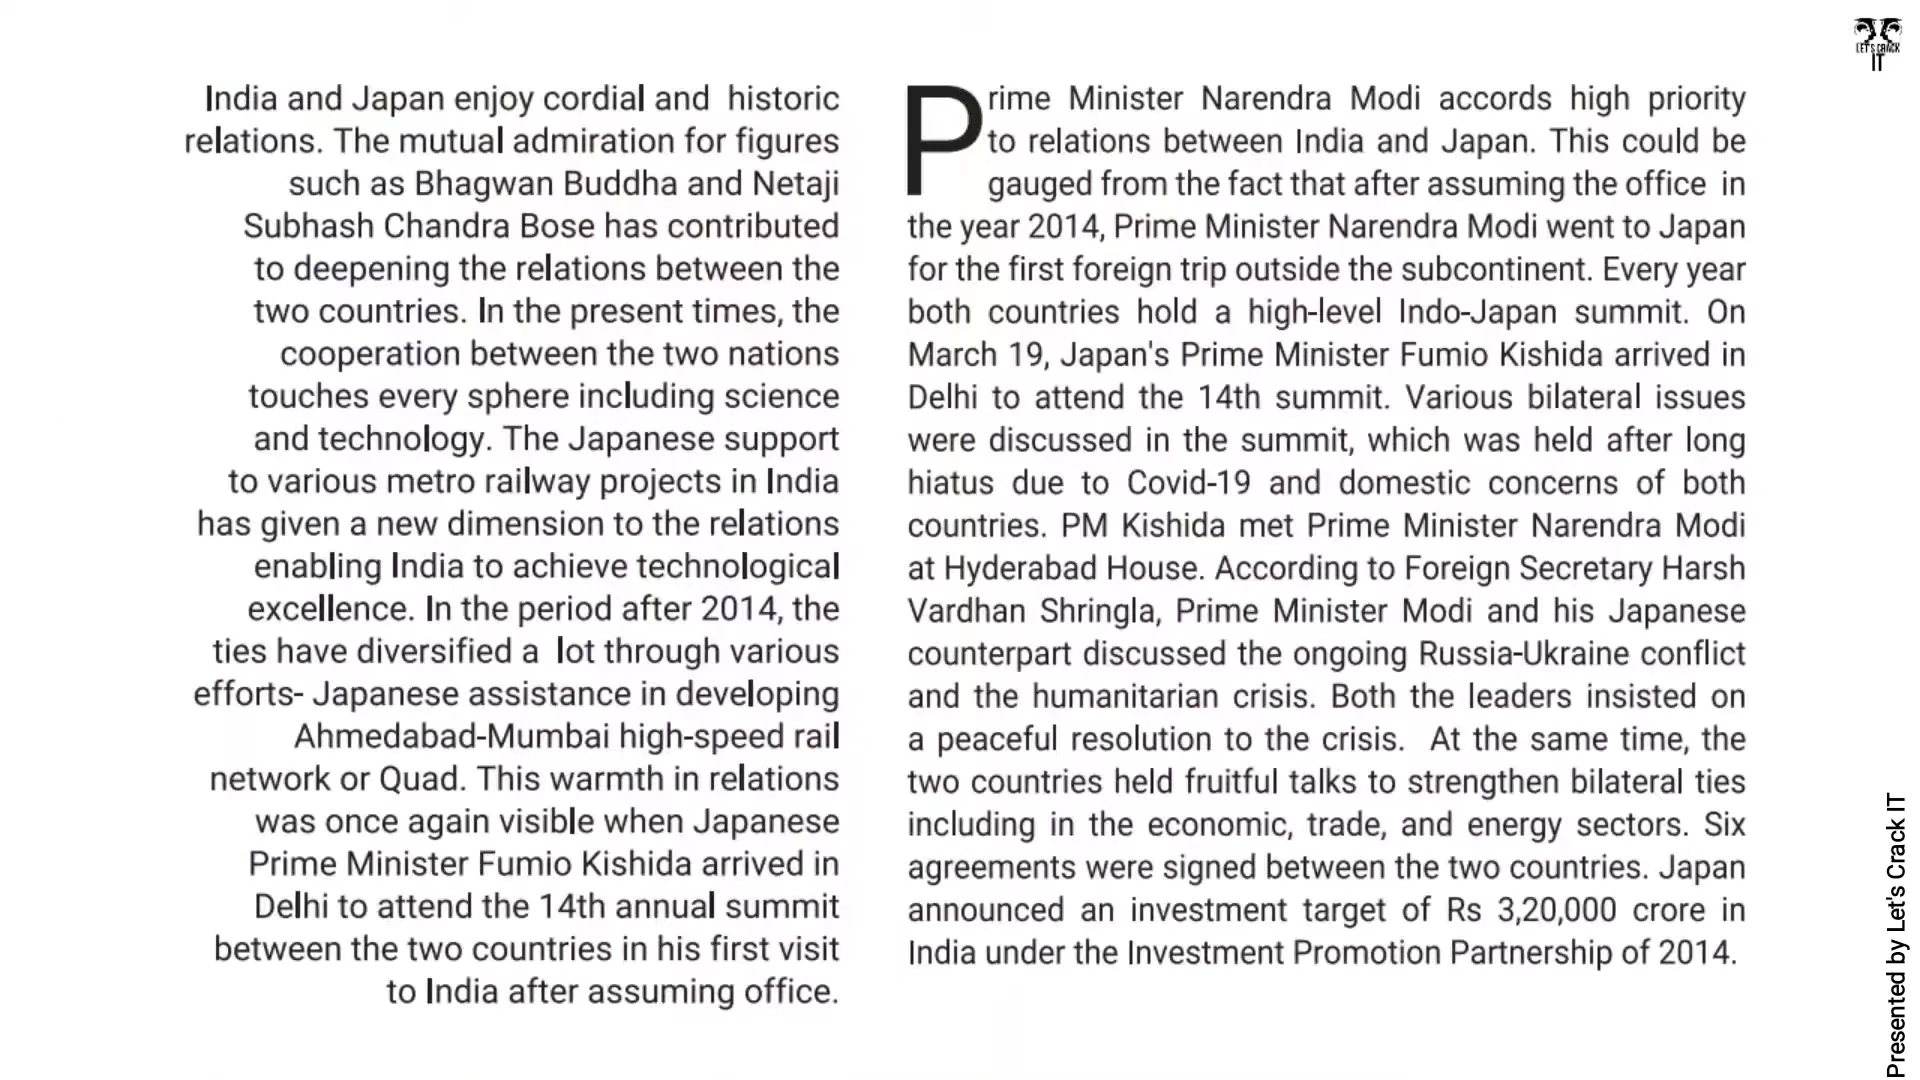 India and Japan enjoy cordial and historic
relations. The mutual admiration for figures
such as Bhagwan Buddha and Netaji
Subhash Chandra Bose has contributed
to deepening the relations between the
two countries. In the present times, the
cooperation between the two nations
touches every sphere including science
and technology. The Japanese support
to various metro railway projects in India
has given a new dimension to the relations
enabling India to achieve technological
excellence. In the period after 2014, the
ties have diversified a lot through various
efforts- Japanese assistance in developing
Ahmedabad-Mumbai high-speed rail
network or Quad. This warmth in relations
was once again visible when Japanese
Prime Minister Fumio Kishida arrived in
Delhi to attend the 14th annual summit
between the two countries in his first visit
to India after assuming office.
Prime Minister Narendra Modi accords high priority
to relations between India and Japan. This could be
gauged from the fact that after assuming the office in
the year 2014, Prime Minister Narendra Modi went to Japan
for the first foreign trip outside the subcontinent. Every year
both countries hold a high-level Indo-Japan summit. On
March 19, Japan's Prime Minister Fumio Kishida arrived in
Delhi to attend the 14th summit. Various bilateral issues
were discussed in the summit, which was held after long
hiatus due to Covid-19 and domestic concerns of both
countries. PM Kishida met Prime Minister Narendra Modi
at Hyderabad House. According to Foreign Secretary Harsh
Vardhan Shringla, Prime Minister Modi and his Japanese
counterpart discussed the ongoing Russia-Ukraine conflict
and the humanitarian crisis. Both the leaders insisted on
a peaceful resolution to the crisis. At the same time, the
two countries held fruitful talks to strengthen bilateral ties
including in the economic, trade, and energy sectors. Six
agreements were signed between the two countries. Japan
announced an investment target of Rs 3,20,000 crore in
India under the Investment Promotion Partnership of 2014.
LET'S CRACK
IT
Presented by Let's Crack IT